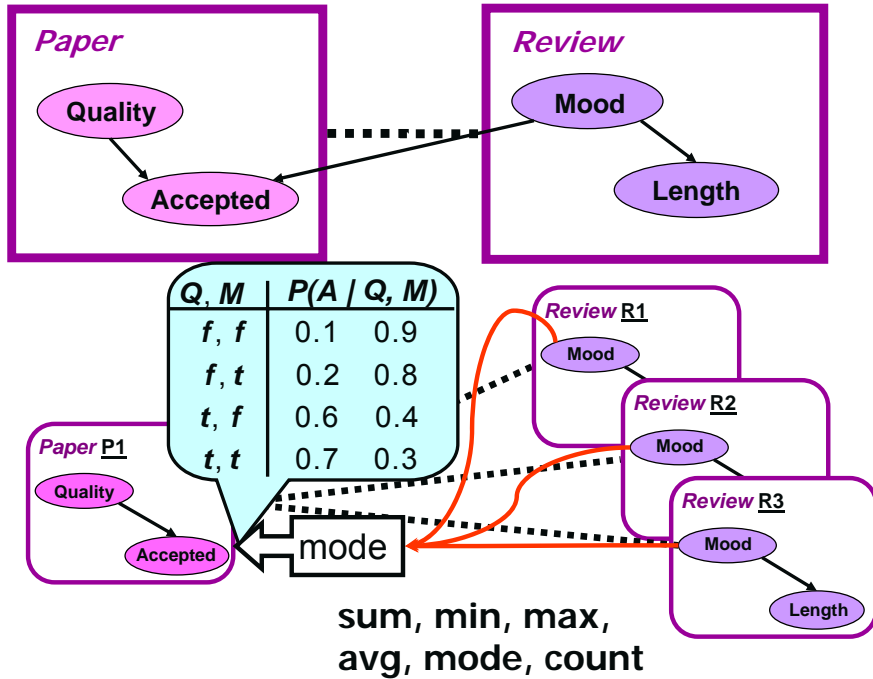 Paper
Quality
Accepted
Review
Mood
Length
Q, M P(A | Q, M)
f, f 0.1 0.9
f, t 0.2 0.8
t, f 0.6 0.4
t, t 0.7 0.3
Paper P1
Quality
Accepted
mode
Review R1
Mood
Review R2
Mood
Review R3
Mood
Length
sum, min, max,
avg, mode, count